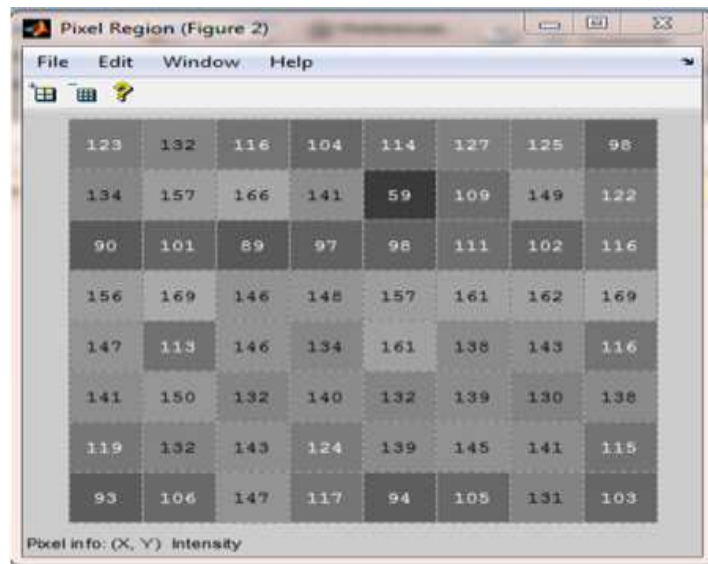 Pixel Region (Figure 2)
File Edit Window Help
123 132 116 104 114 127 125 98
134 157 166 141 59 109 149 122
90 101 89 97 98 111 102 116
156 169 146 148 157 161 162 169
147 113 146 134 161 138 143 116
141 150 132 140 132 139 130 138
119 132 143 124 139 145 141 115
93 106 147 117 94 105 131 103
Pixel info: (X, Y) Intensity